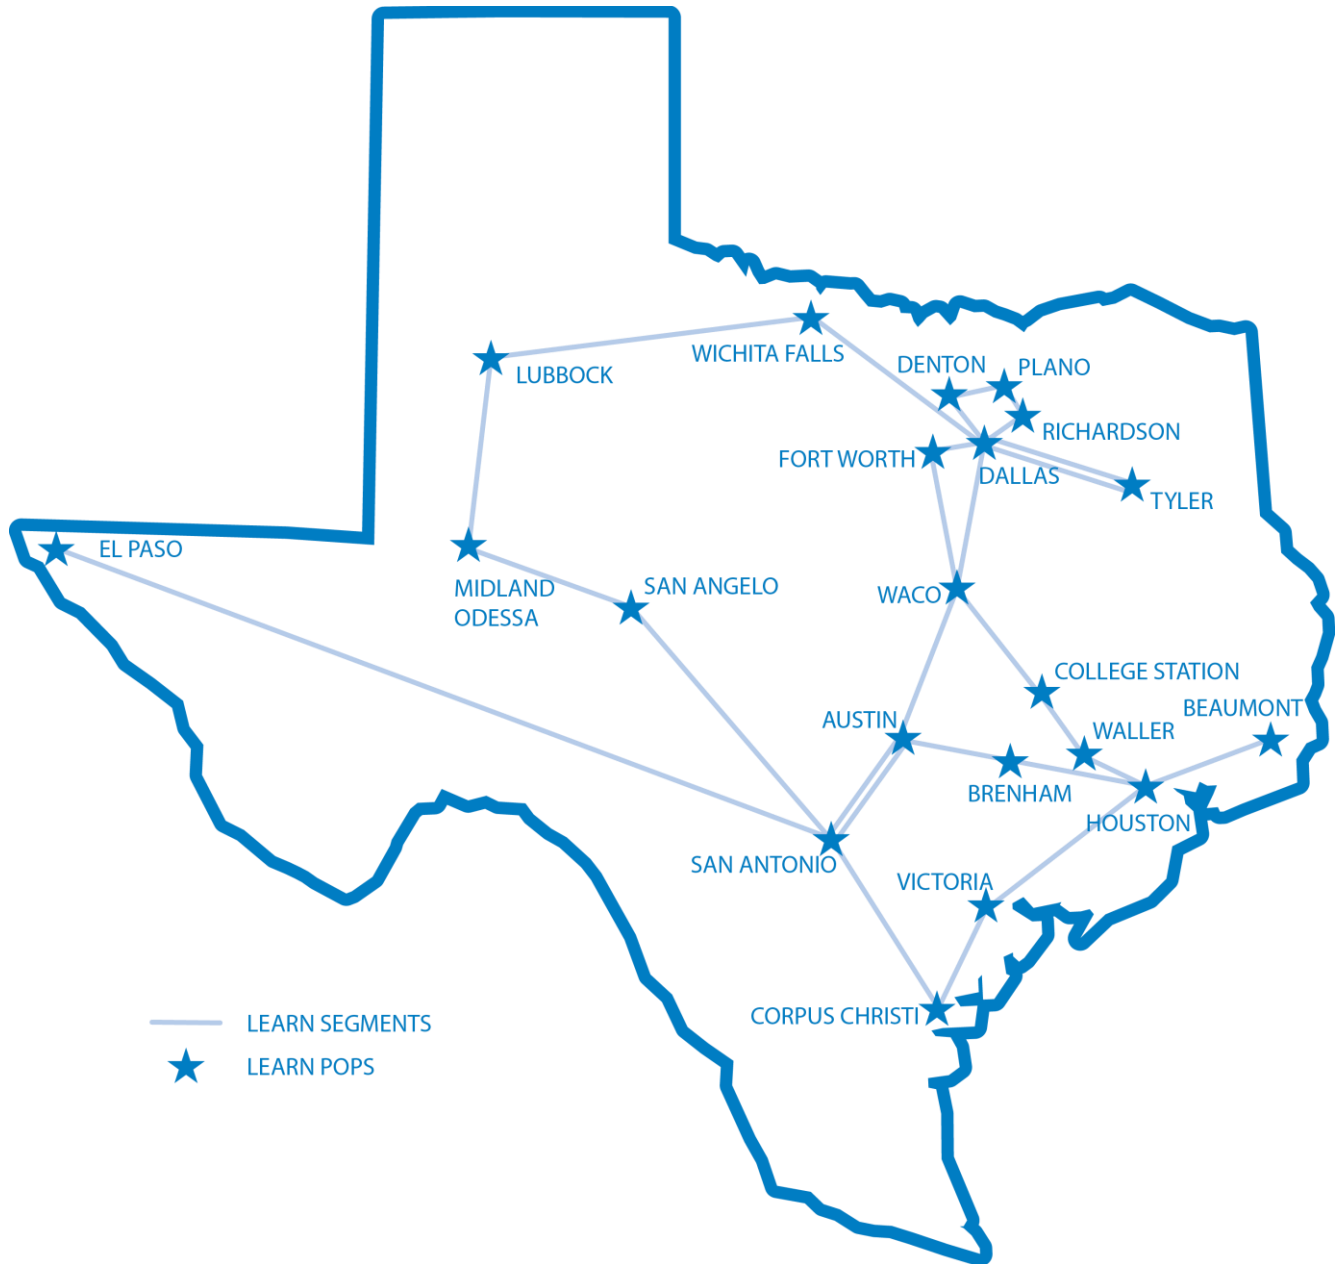 WICHITA FALLS
DENTON
PLANO
LUBBOCK
RICHARDSON
FORT WORTH
DALLAS
TYLER
EL PASO
MIDLAND
ODESSA
SAN ANGELO
WACO
COLLEGE STATION
BEAUMONT
AUSTIN
WALLER
BRENHAM
HOUSTON
SAN ANTONIO
VICTORIA
CORPUS CHRISTI
LEARN SEGMENTS
LEARN POPS